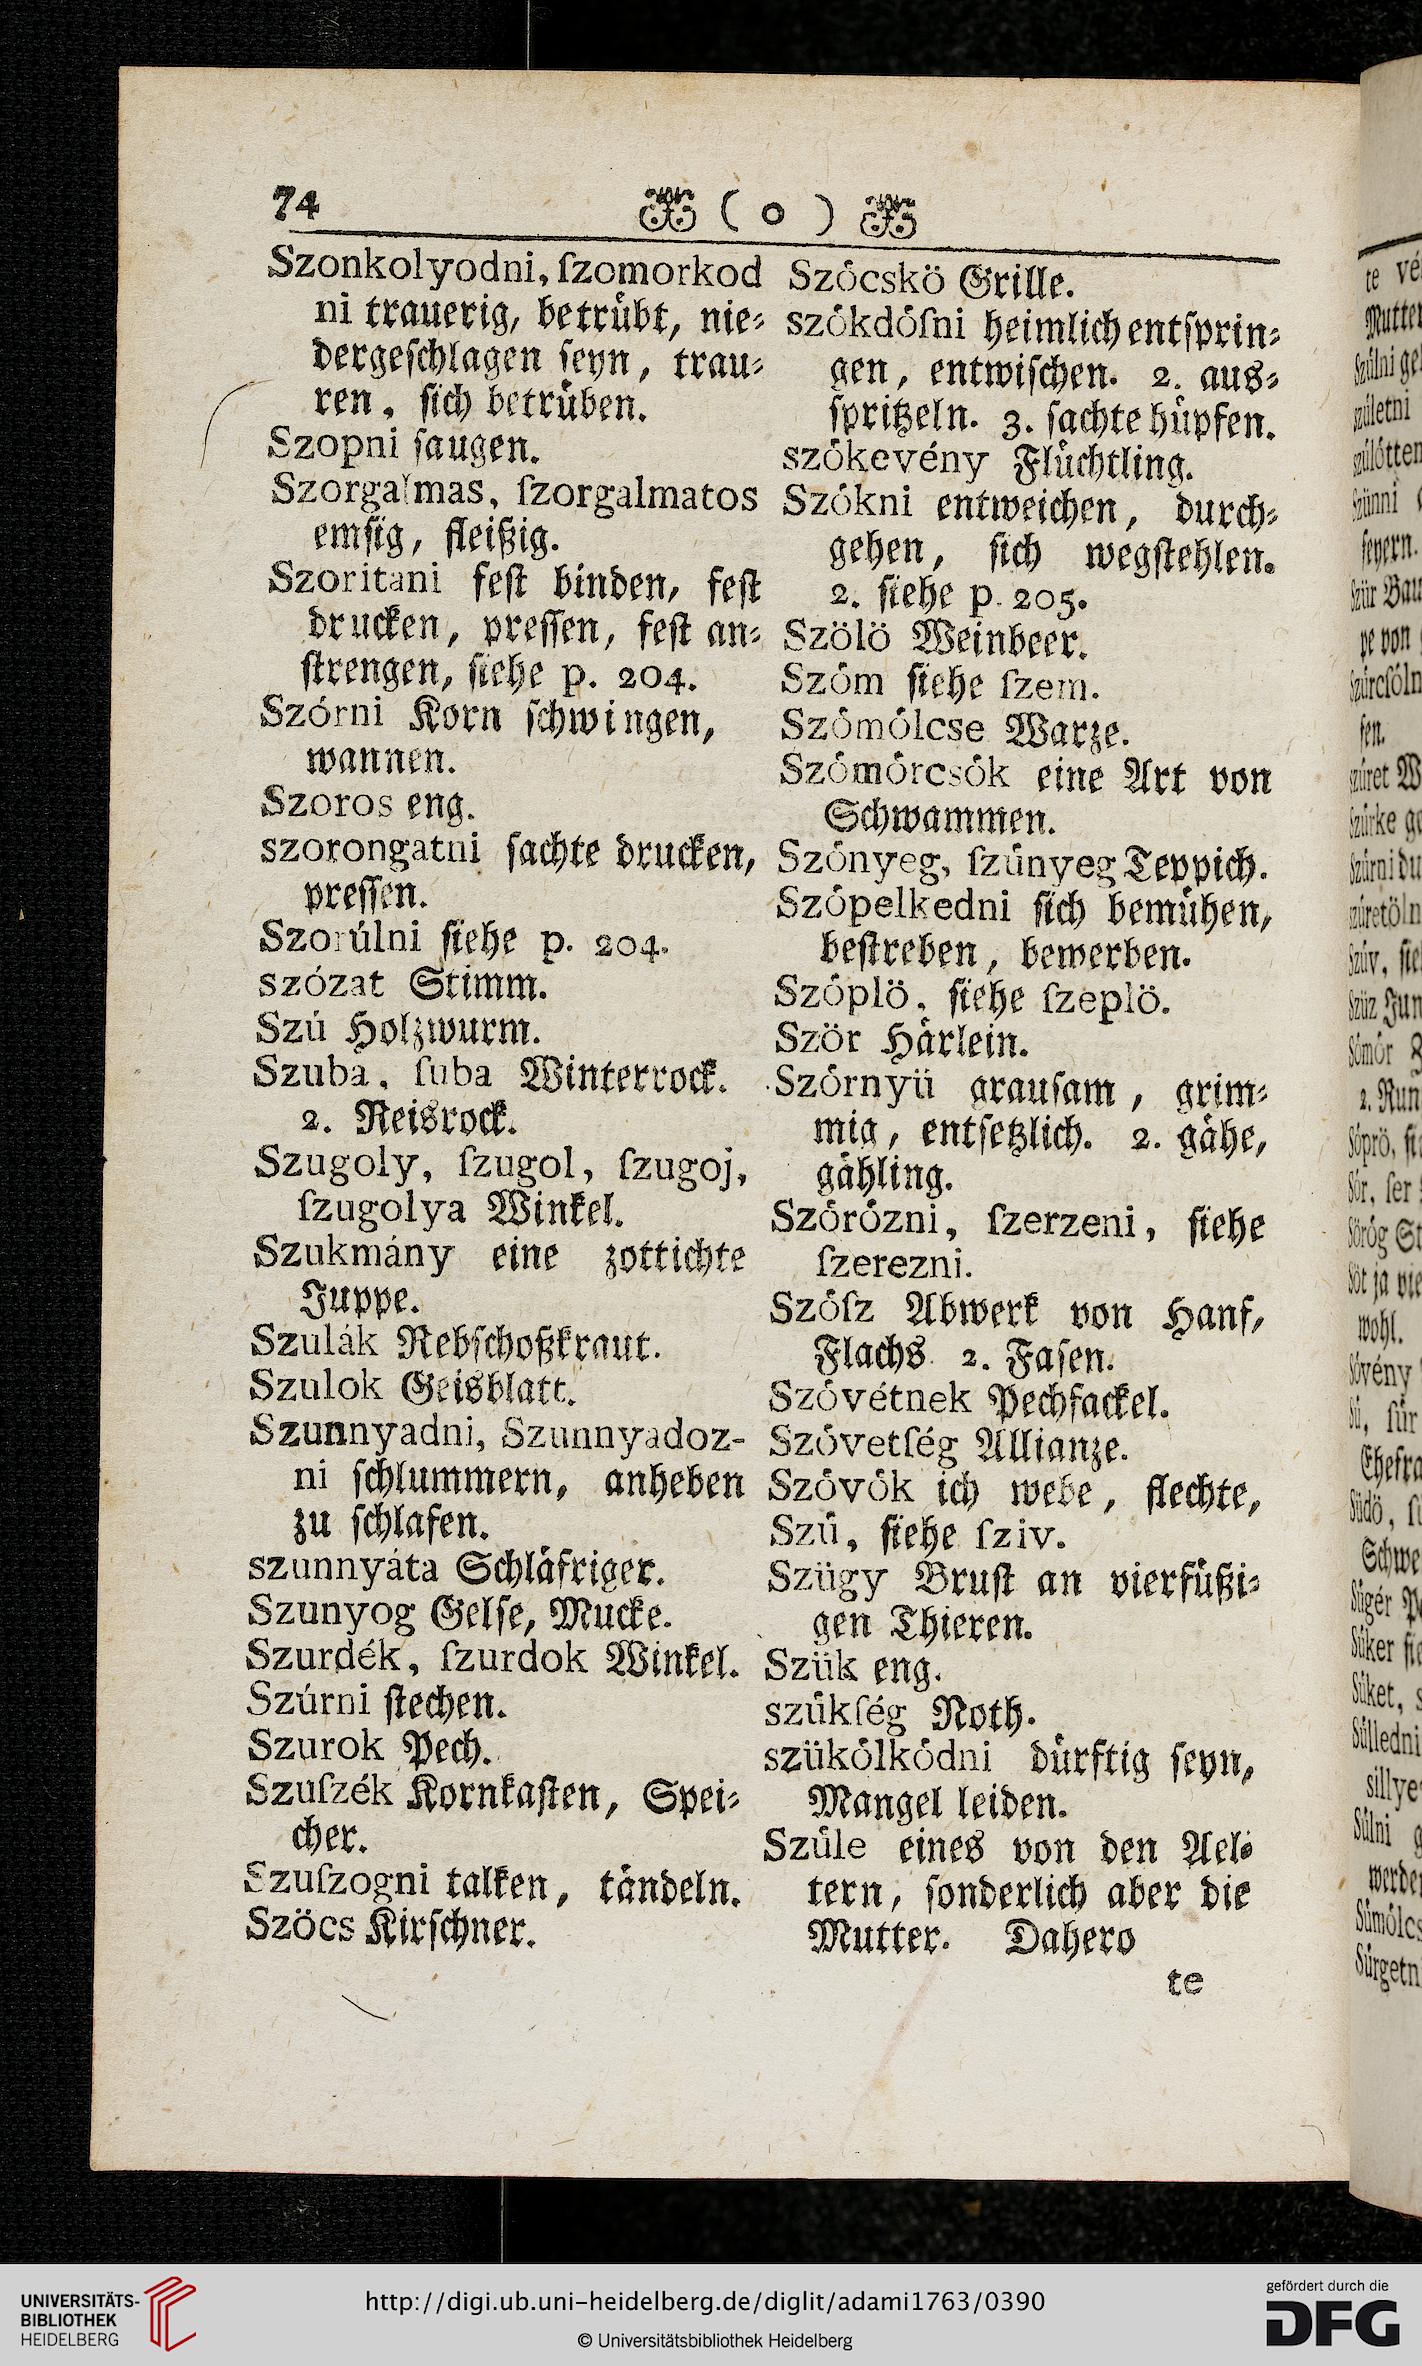 74 ( o )
Szonkolyodni, ſzomorkod
ni trauerig, betrübt, nie⸗
dergeſchlagen ſeyn, trau⸗
ren, ſich betrüben.
Szopni ſaugen.
Szorgalmas, ſzorgalmatos
emſig, fleißig.
Szoritani feſt binden, feſt
drucken, preſſen, feſt an⸗
ſtrengen, ſiehe p. 204.
Szórni Korn ſchwingen,
wannen.
Szoros eng.
szorongatni ſachte drucken,
preſſen.
Szorúlni ſiehe p. 204.
szózat Stimm.
Szú Holzwurm.
Szuba, ſuba Winterrock.
2. Reisrock.
Szugoly, ſzugol, ſzugoj,
ſzugolya Winkel.
Szukmány eine zottichte
Juppe.
Szulák Rebſchoßkraut.
Szulok Geisblatt.
Szunnyadni, Szunnyadoz-
ni ſchlummern, anheben
zu ſchlafen.
szunnyáta Schläfriger.
Szunyog Gelſe, Mucke.
Szurdék, ſzurdok Winkel.
Szúrni ſtechen.
Szurok Pech.
Szuſzék Kornkaſten, Spei⸗
cher.
Szuſzogni talken, tändeln.
Szöcs Kirſchner.
Szöcskö Grille.
szökdöſni heimlich entſprin⸗
gen, entwiſchen. 2. aus⸗
ſpritzeln. 3. ſachte hüpfen.
szökevény Flüchtling.
Szökni entweichen, durch⸗
gehen, ſich wegſtehlen.
2. ſiehe p. 205.
Szölö Weinbeer.
Szöm ſiehe ſzem.
Szömölcse Warze.
Szömörcsök eine Art von
Schwammen.
Szönyeg, ſzünyeg Teppich.
Szöpelkedni ſich bemühen,
beſtreben, bewerben.
Szöplö, ſiehe ſzeplö.
Ször Härlein.
Szörnyü grauſam, grim⸗
mig, entſetzlich. 2. gähe,
gähling.
Szörözni, ſzerzeni, ſiehe
ſzerezni.
Szöſz Abwerk von Hanf,
Flachs. 2. Faſen.
Szövétnek Pechfackel.
Szövetſég Allianze.
Szövök ich webe, flechte,
Szü, ſiehe ſziv.
Szügy Bruſt an vierfüßi⸗
gen Thieren.
Szük eng.
szükſég Noth.
szükölködni dürftig ſeyn,
Mangel leiden.
Szüle eines von den Ael⸗
tern, ſonderlich aber die
Mutter. Dahero
te
UNIVERSITÄTS-
BIBLIOTHEK
HEIDELBERG
http://digi.ub.uni-heidelberg.de/diglit/adami1763/0390
© Universitätsbibliothek Heidelberg
gefördert durch die
DFG